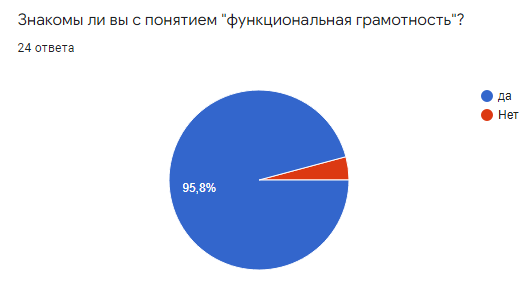 Знакомы ли вы с понятием "функциональная грамотность"?
24 ответа
да
Нет
95,8%